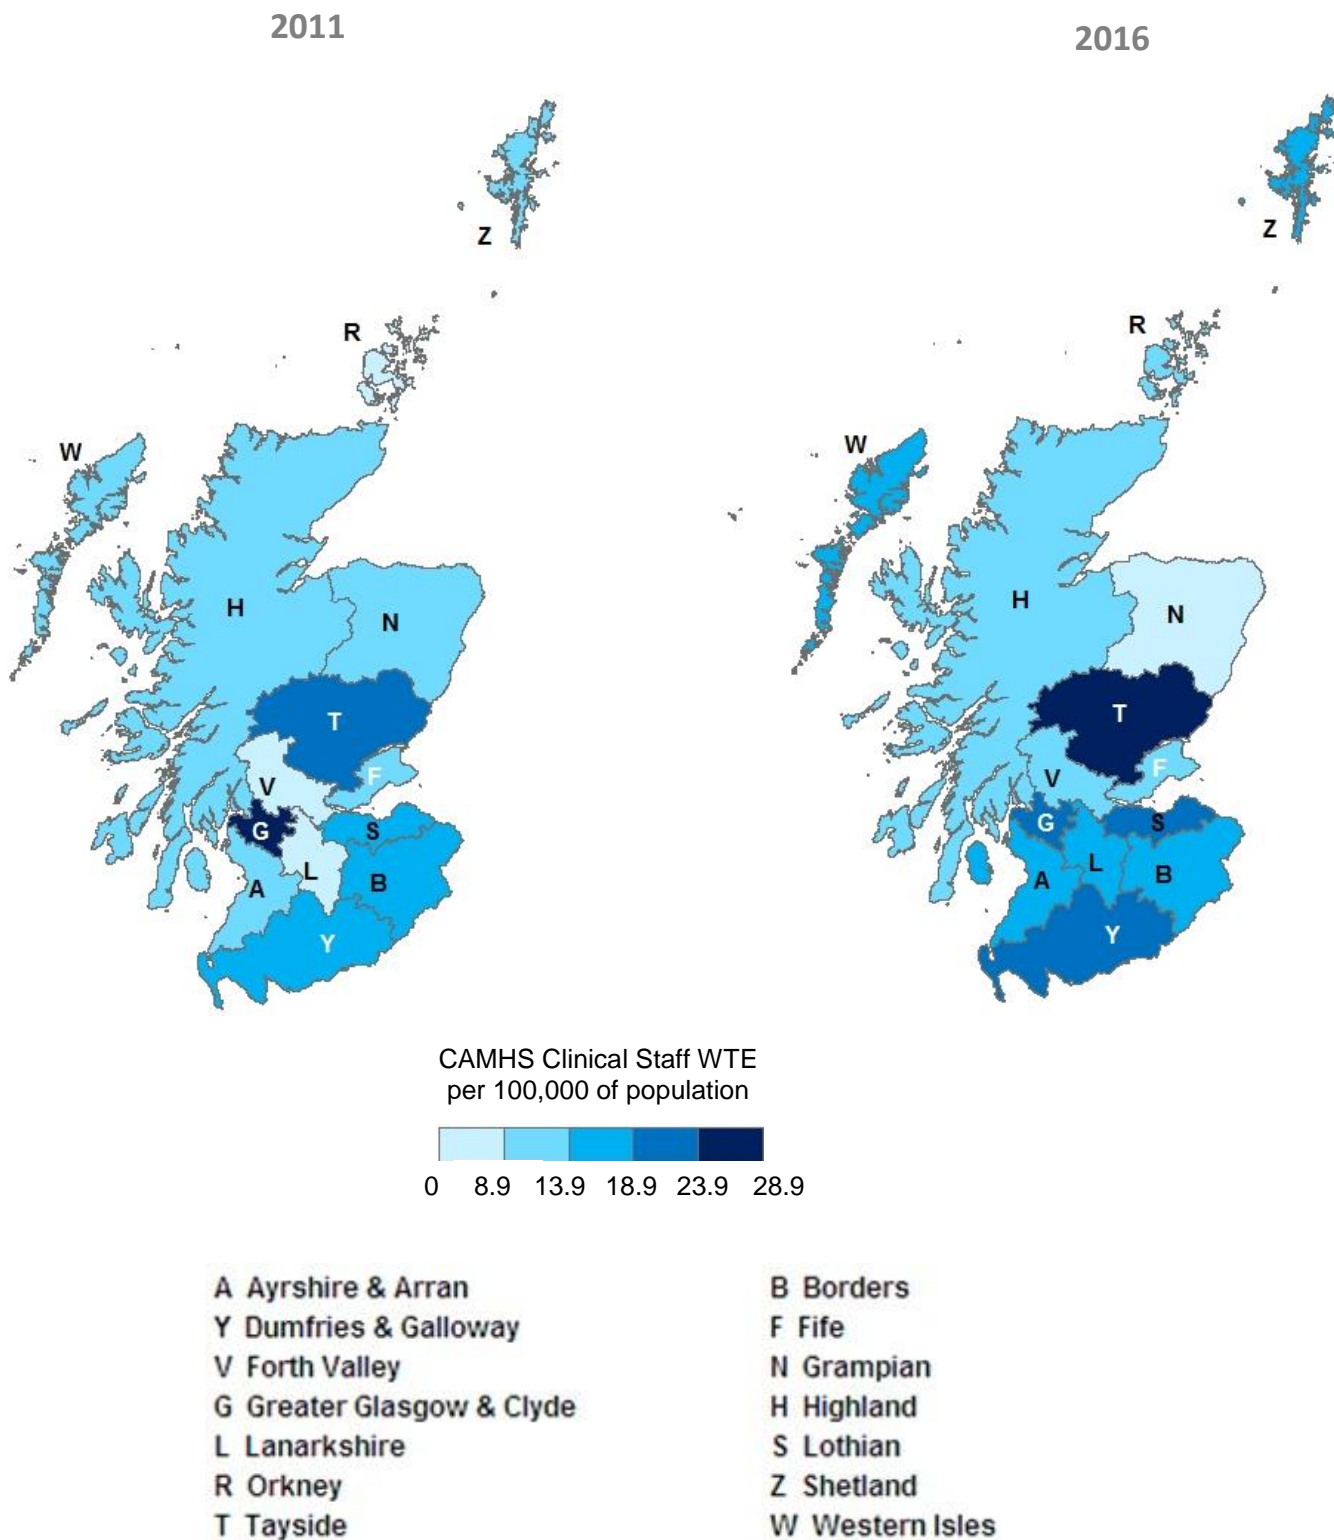 2011
2016
Z
Z
R
R
W
W
H
N
H
N
T
T
F
F
V
V
G
S
G
S
L
L
A
B
A
B
Y
Y
CAMHS Clinical Staff WTE
per 100,000 of population
0 8.9 13.9 18.9 23.9 28.9
A Ayrshire & Arran
Y Dumfries & Galloway
V Forth Valley
G Greater Glasgow & Clyde
L Lanarkshire
R Orkney
T Tayside
B Borders
F Fife
N Grampian
H Highland
S Lothian
Z Shetland
W Western Isles